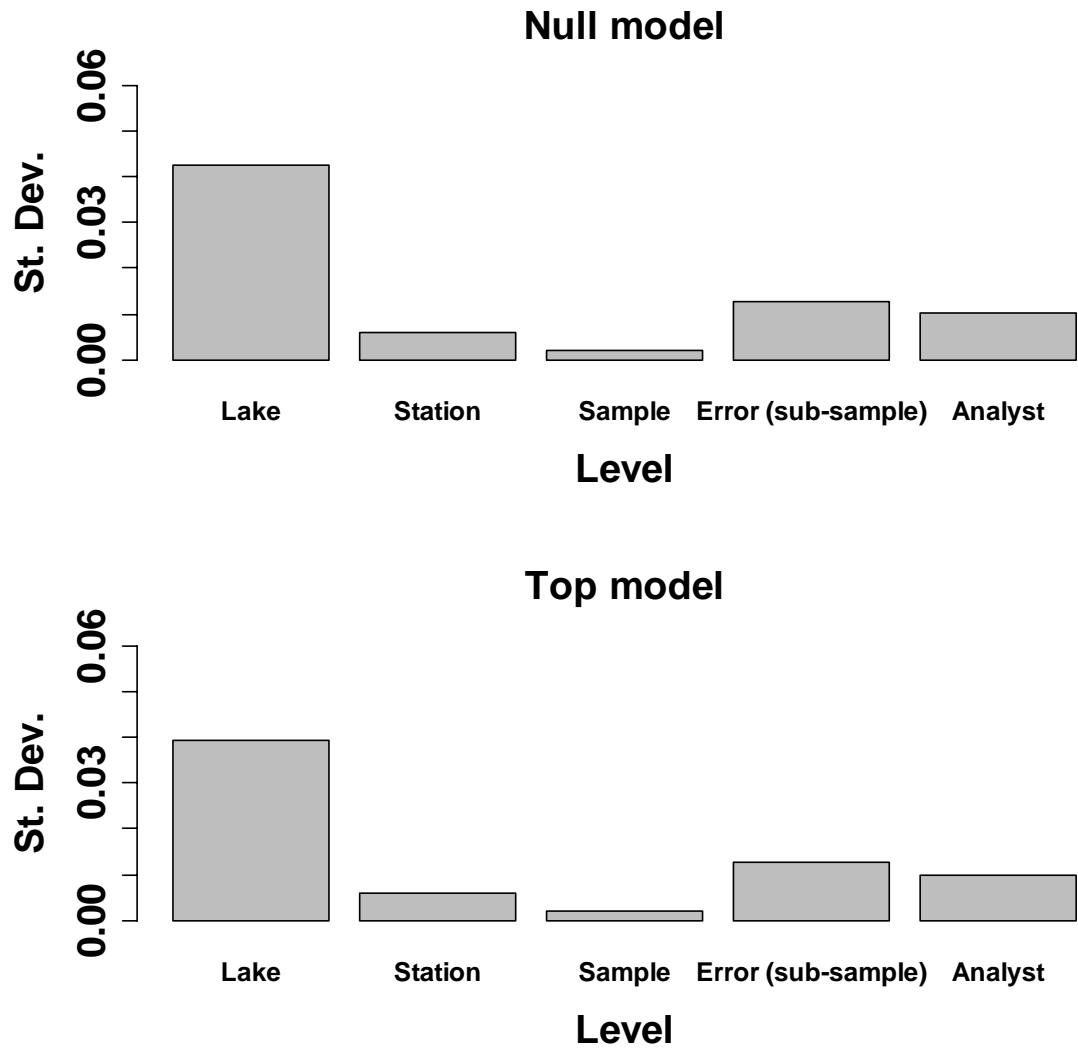 Null model
St. Dev.
0.06
0.03
0.00
Lake Station Sample Error (sub-sample) Analyst
Level
Top model
St. Dev.
0.06
0.03
0.00
Lake Station Sample Error (sub-sample) Analyst
Level